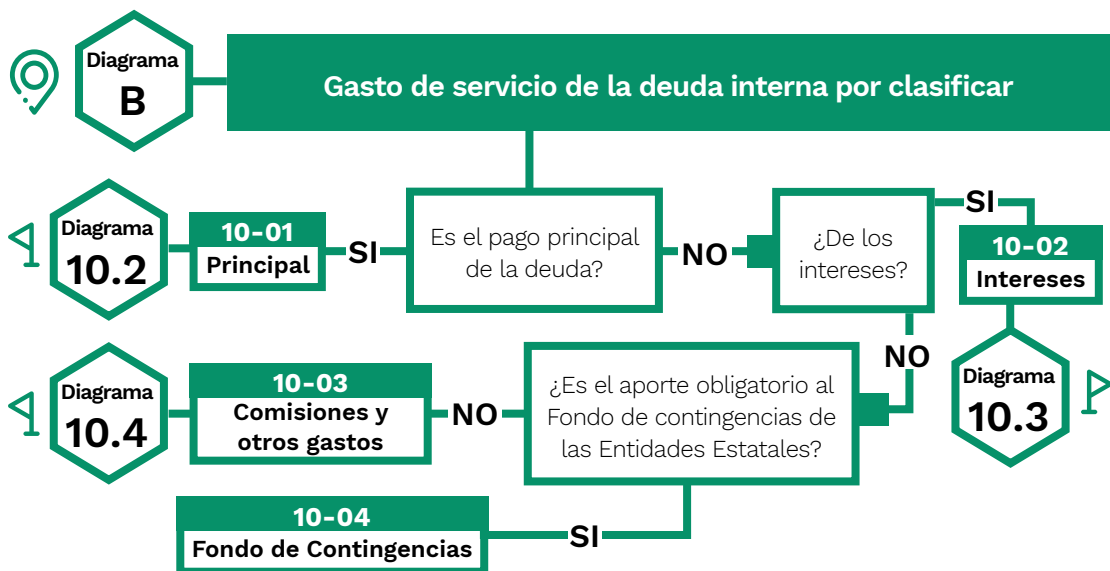 Diagrama
B
Gasto de servicio de la deuda interna por clasificar
Diagrama
10.2
10-01
Principal
SI
Es el pago principal
de la deuda?
NO
¿De los
intereses?
SI
10-02
Intereses
Diagrama
10.3
NO
¿Es el aporte obligatorio al
Fondo de contingencias de
las Entidades Estatales?
NO
10-03
Comisiones y
otros gastos
Diagrama
10.4
SI
10-04
Fondo de Contingencias